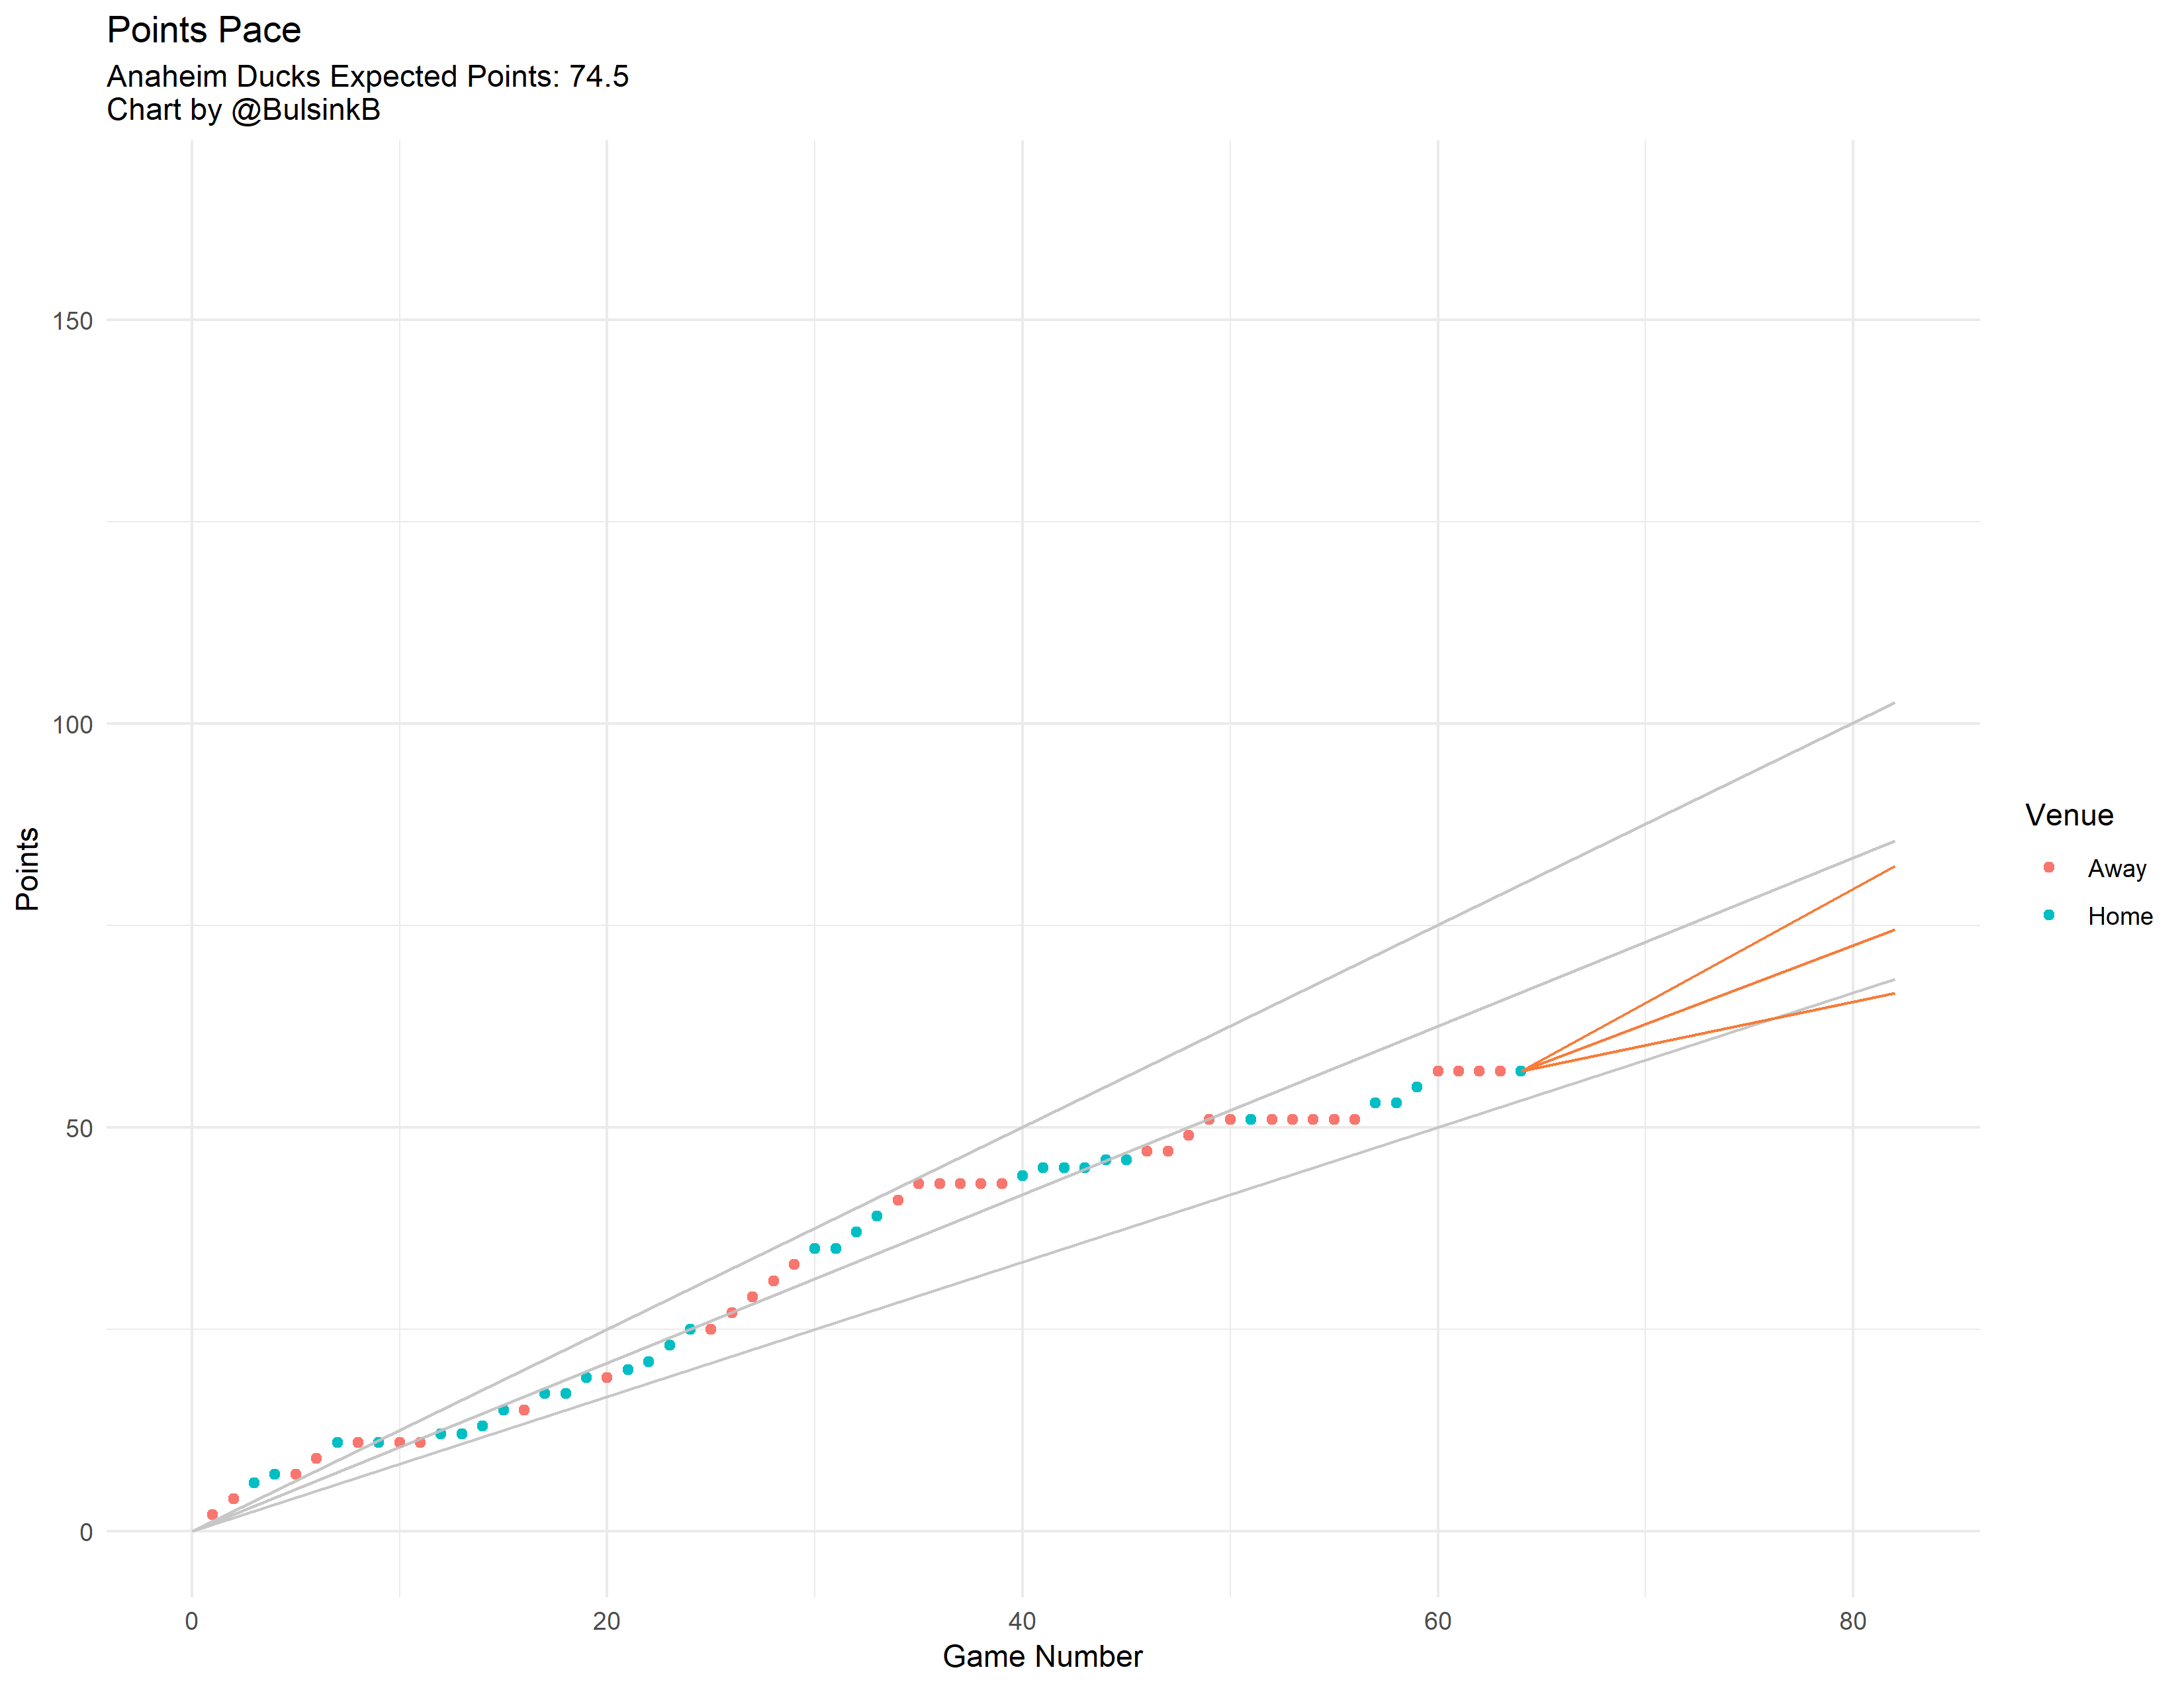 Points Pace
Anaheim Ducks Expected Points: 74.5
Chart by @BulsinkB
150
100
50
0
Points
0 20 40 60 80
Game Number
Venue
Away
Home